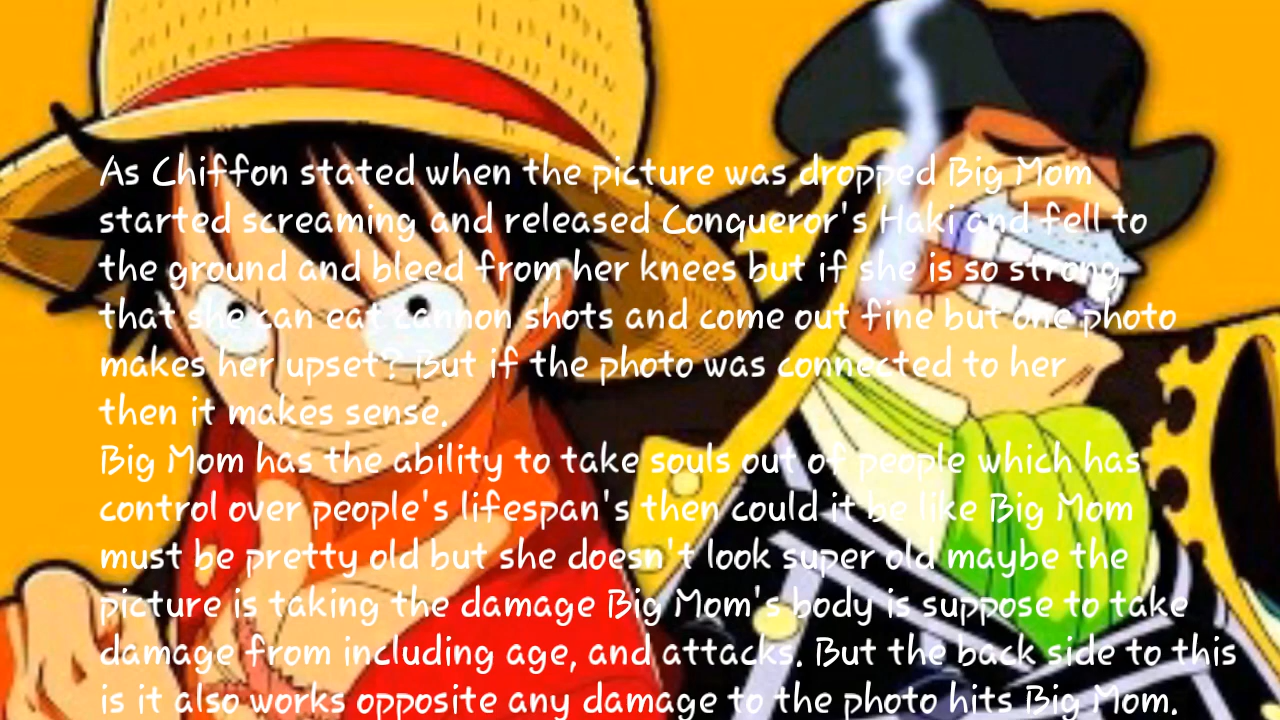 As Chiffon stated when the picture was dropped Big Mom
started screaming and released Conqueror's Haki and fell to
the ground and bleed from her knees but if she is so strong
that she can eat cannon shots and come out fine but one photo
makes her upset? But if the photo was connected to her
then it makes sense.
Big Mom has the ability to take souls out of people which has
control over people's lifespan's then could it be like Big Mom
must be pretty old but she doesn't look super old maybe the
picture is taking the damage Big Mom's body is suppose to take
damage from including age, and attacks. But the back side to this
is it also works opposite any damage to the photo hits Big Mom.